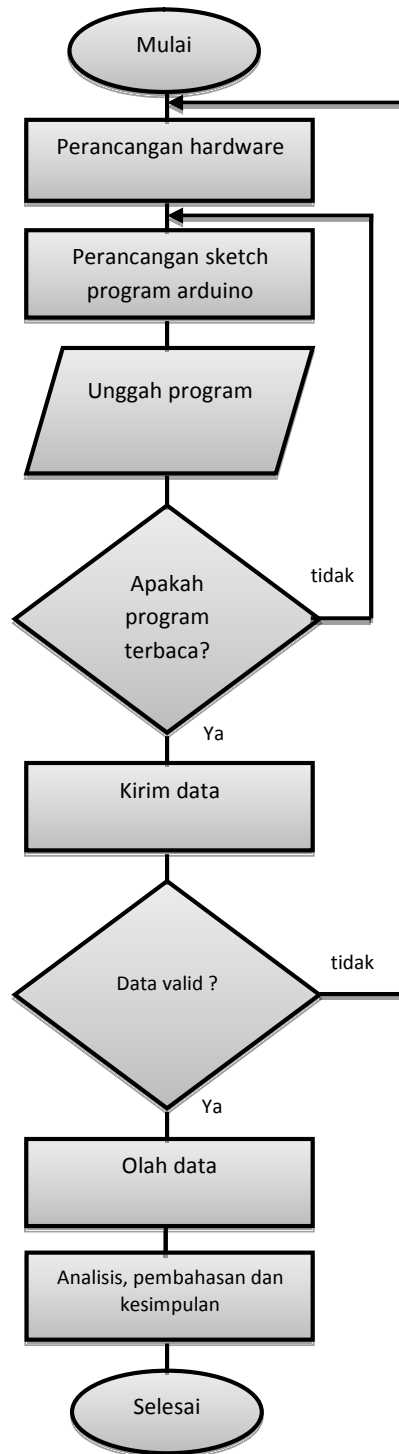 Mulai
Perancangan hardware
Perancangan sketch
program arduino
Unggah program
Apakah
program
terbaca?
tidak
Ya
Kirim data
Data valid ?
tidak
Ya
Olah data
Analisis, pembahasan dan
kesimpulan
Selesai